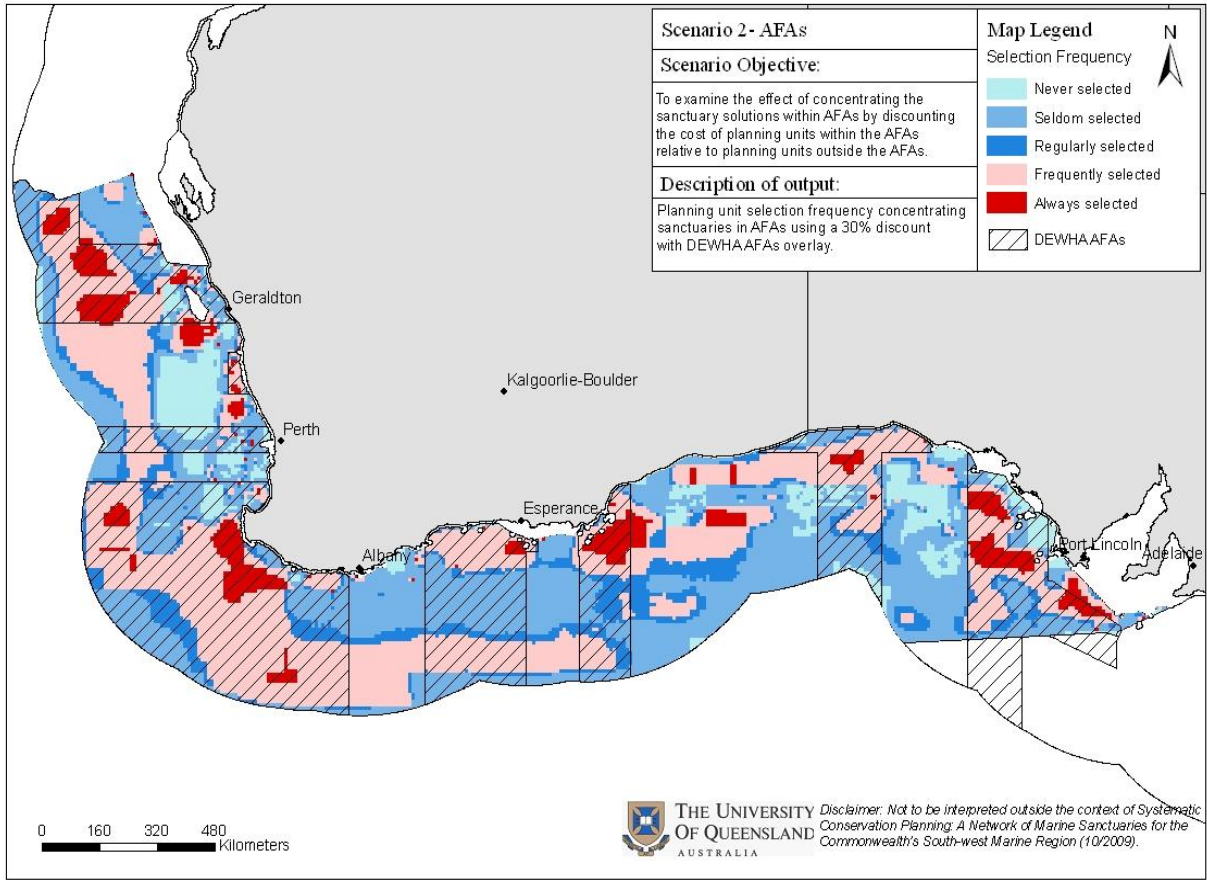 Scenario 2- AFAs
Scenario Objective:
To examine the effect of concentrating the
sanctuary solutions within AFAs by discounting
the cost of planning units within the AFAs
relative to planning units outside the AFAs.
Description of output:
Planning unit selection frequency concentrating
sanctuaries in AFAs using a 30% discount
with DEWHA AFAs overlay.
Map Legend
N
Selection Frequency
Never selected
Seldom selected
Regularly selected
Frequently selected
Always selected
DEWHA AFAs
Geraldton
Kalgoorlie-Boulder
Perth
Esperance
Albany
Port Lincoln
Adelaide
0 160 320 480
Kilometers
THE UNIVERSITY
OF QUEENSLAND
AUSTRALIA
Disclaimer: Not to be interpreted outside the context of Systematic
Conservation Planning: A Network of Marine Sanctuaries for the
Commonwealth's South-west Marine Region (10/2009).